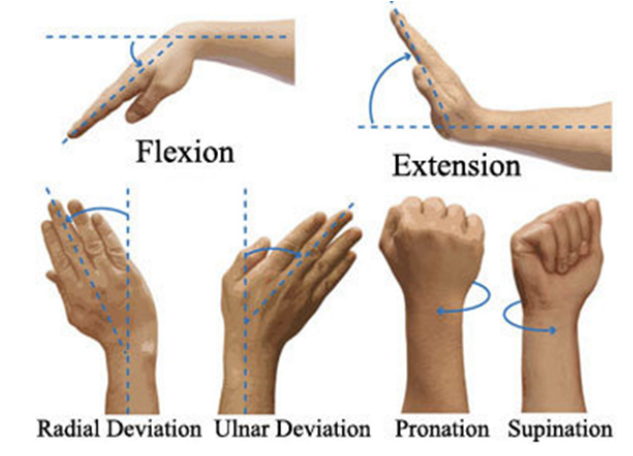 Flexion
Extension
Radial Deviation
Ulnar Deviation
Pronation
Supination